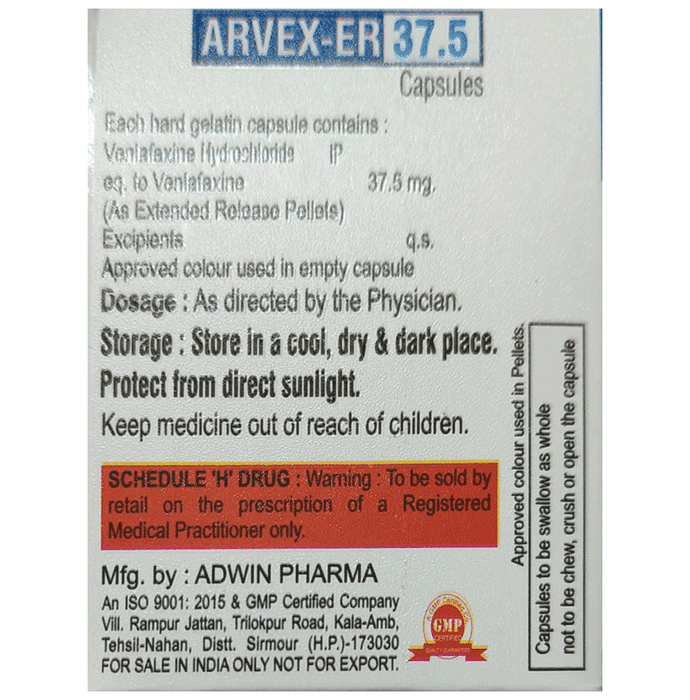 ARVEX-ER 37.5
Capsules
Each hard gelatin capsule contains :
Venlafaxine Hydrochloride IP
eq. to Venlafaxine 37.5 mg.
(As Extended Release Pellets)
Excipients q.s.
Approved colour used in empty capsule
Dosage : As directed by the Physician.
Storage : Store in a cool, dry & dark place.
Protect from direct sunlight.
Keep medicine out of reach of children.
SCHEDULE 'H' DRUG : Warning : To be sold by
retail on the prescription of a Registered
Medical Practitioner only.
Mfg. by : ADWIN PHARMA
An ISO 9001: 2015 & GMP Certified Company
Vill. Rampur Jattan, Trilokpur Road, Kala-Amb,
Tehsil-Nahan, Distt. Sirmour (H.P.)-173030
FOR SALE IN INDIA ONLY NOT FOR EXPORT.
A GMP Certified Co.
GMP
CERTIFIED
QUALITY GUARANTEED
Approved colour used in Pellets.
Capsules to be swallow as whole
not to be chew, crush or open the capsule